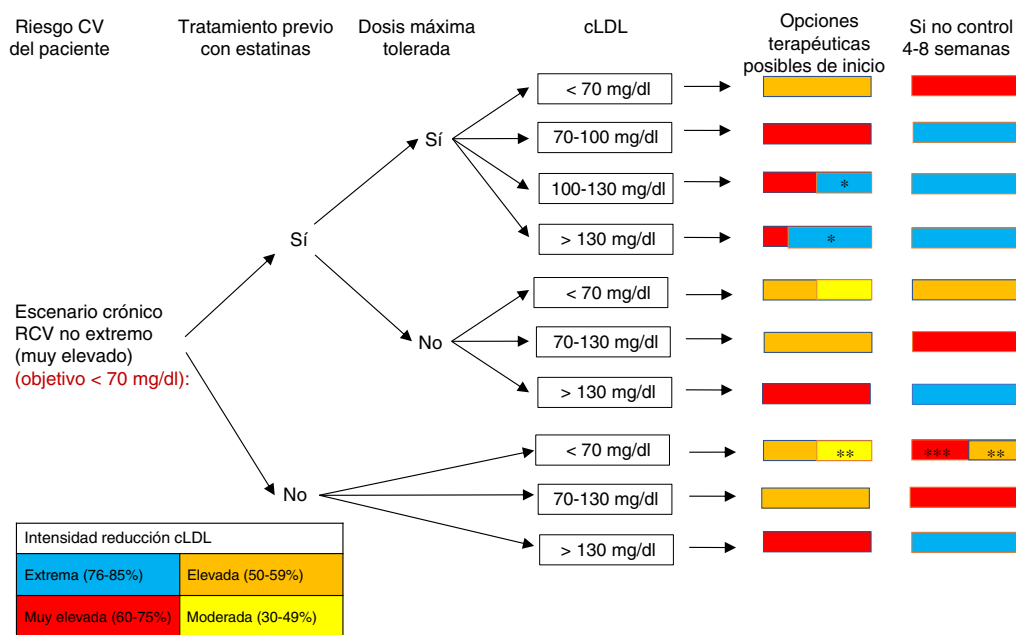 Riesgo CV
del paciente
Tratamiento previo
con estatinas
Dosis máxima
tolerada
cLDL
Opciones
terapéuticas
posibles de inicio
Si no control
4-8 semanas
< 70 mg/dl
Sí
70-100 mg/dl
100-130 mg/dl
*
> 130 mg/dl
*
Sí
Escenario crónico
RCV no extremo
(muy elevado)
(objetivo < 70 mg/dl):
No
< 70 mg/dl
70-130 mg/dl
> 130 mg/dl
No
< 70 mg/dl
**
***
**
70-130 mg/dl
> 130 mg/dl
Intensidad reducción cLDL
Extrema (76-85%)
Elevada (50-59%)
Muy elevada (60-75%)
Moderada (30-49%)